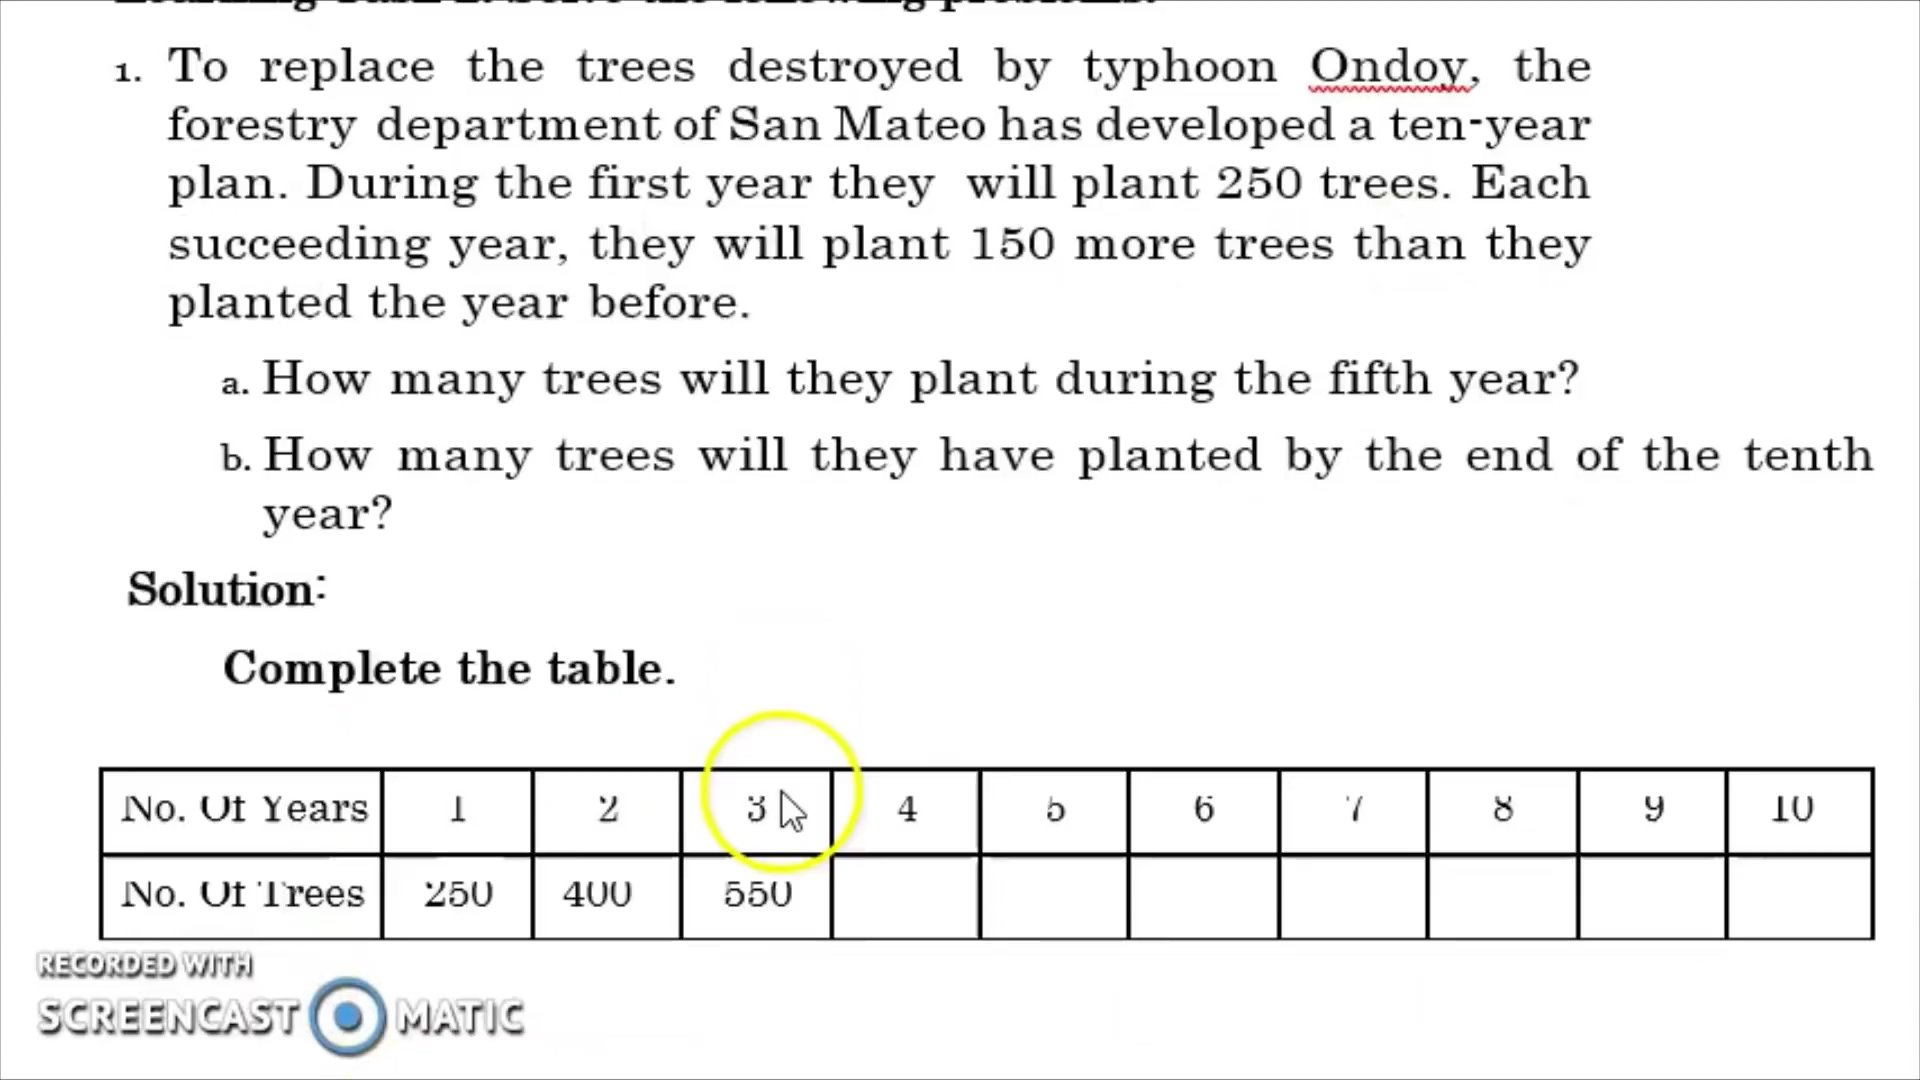 1. To replace the trees destroyed by typhoon Ondoy, the
forestry department of San Mateo has developed a ten-year
plan. During the first year they will plant 250 trees. Each
succeeding year, they will plant 150 more trees than they
planted the year before.
a. How many trees will they plant during the fifth year?
b. How many trees will they have planted by the end of the tenth
year?
Solution:
Complete the table.
No. Of Years 1 2 3 4 5 6 7 8 9 10
No. Of Trees 250 400 550
RECORDED WITH
SCREENCAST MATIC